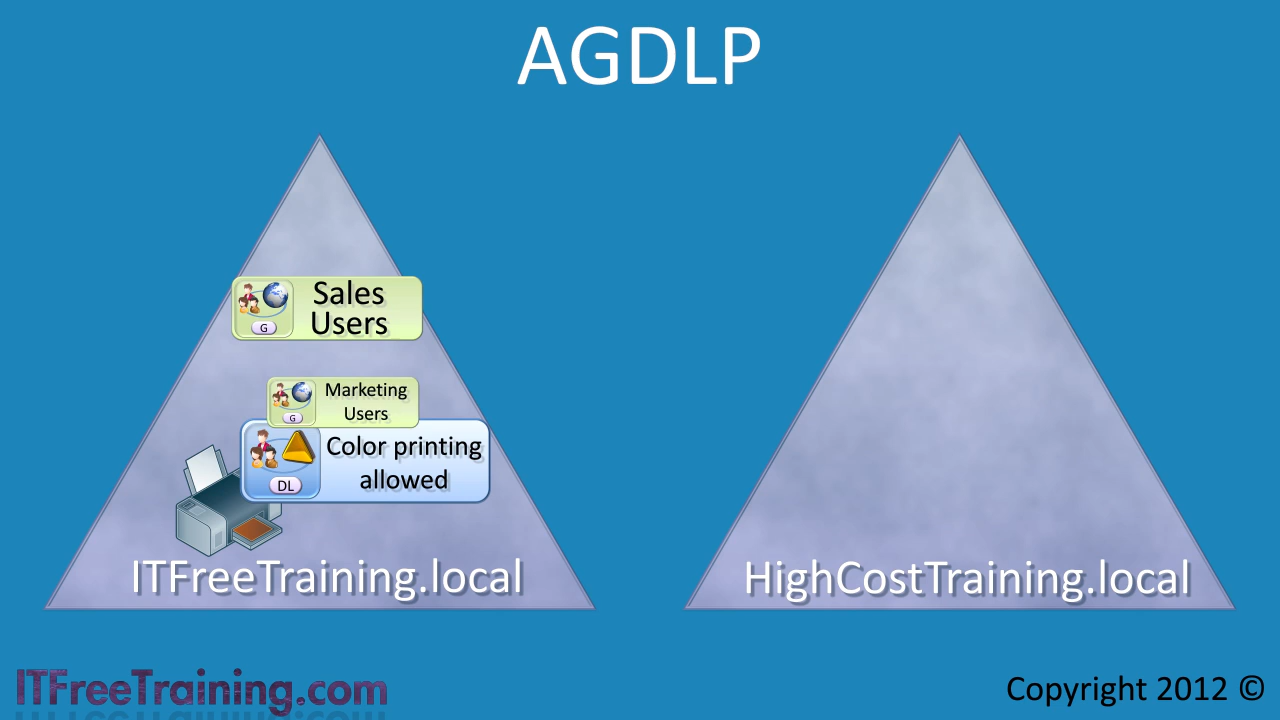 AGDLP
Sales
Users
G
Marketing
Users
G
Color printing
allowed
DL
ITFreeTraining.local
HighCostTraining.local
ITFreeTraining.com
Copyright 2012 ©